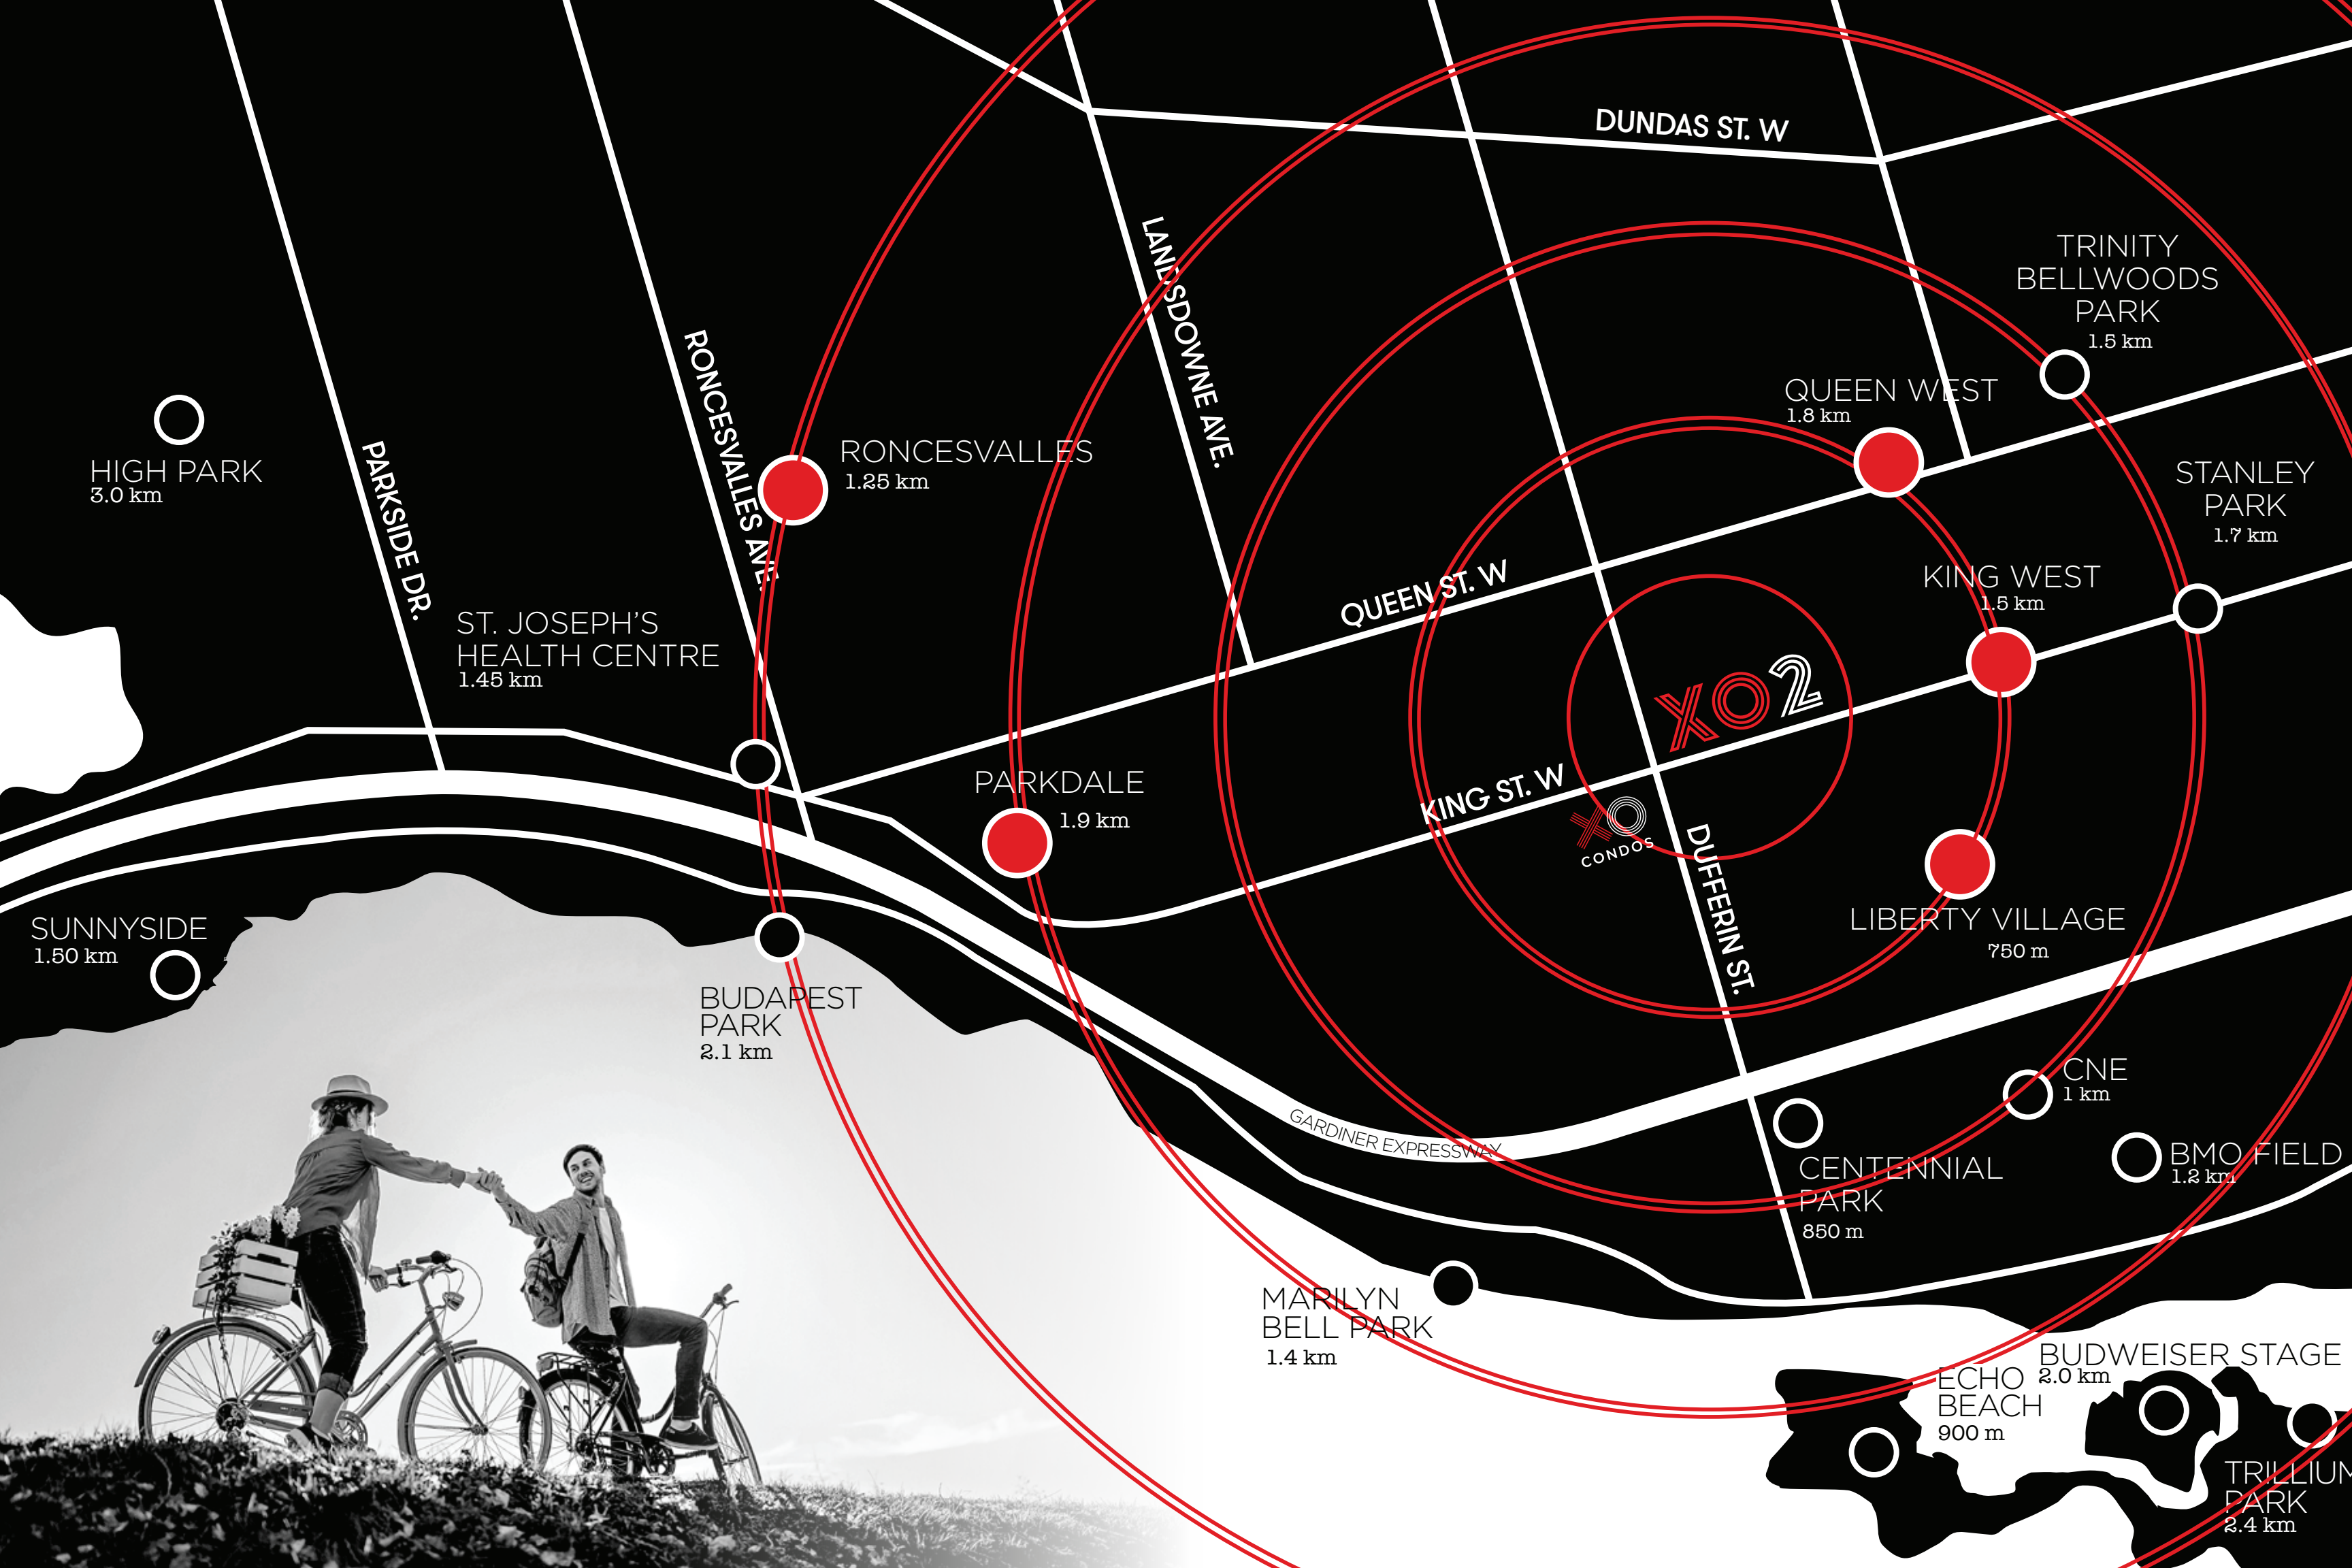 DUNDAS ST. W
LANDSDOWNE AVE.
TRINITY
BELLWOODS
PARK
1.5 km
RONCESVALLES AVE.
QUEEN WEST
1.8 km
HIGH PARK
3.0 km
PARKSIDE DR.
RONCESVALLES
1.25 km
STANLEY
PARK
1.7 km
QUEEN ST. W
KING WEST
1.5 km
ST. JOSEPH'S
HEALTH CENTRE
1.45 km
XO2
PARKDALE
1.9 km
KING ST. W
XO
CONDOS
DUFFERIN ST.
LIBERTY VILLAGE
750 m
SUNNYSIDE
1.50 km
BUDAPEST
PARK
2.1 km
GARDINER EXPRESSWAY
CNE
1 km
CENTENNIAL
PARK
850 m
BMO FIELD
1.2 km
MARILYN
BELL PARK
1.4 km
BUDWEISER STAGE
2.0 km
ECHO
BEACH
900 m
TRILLIUM
PARK
2.4 km